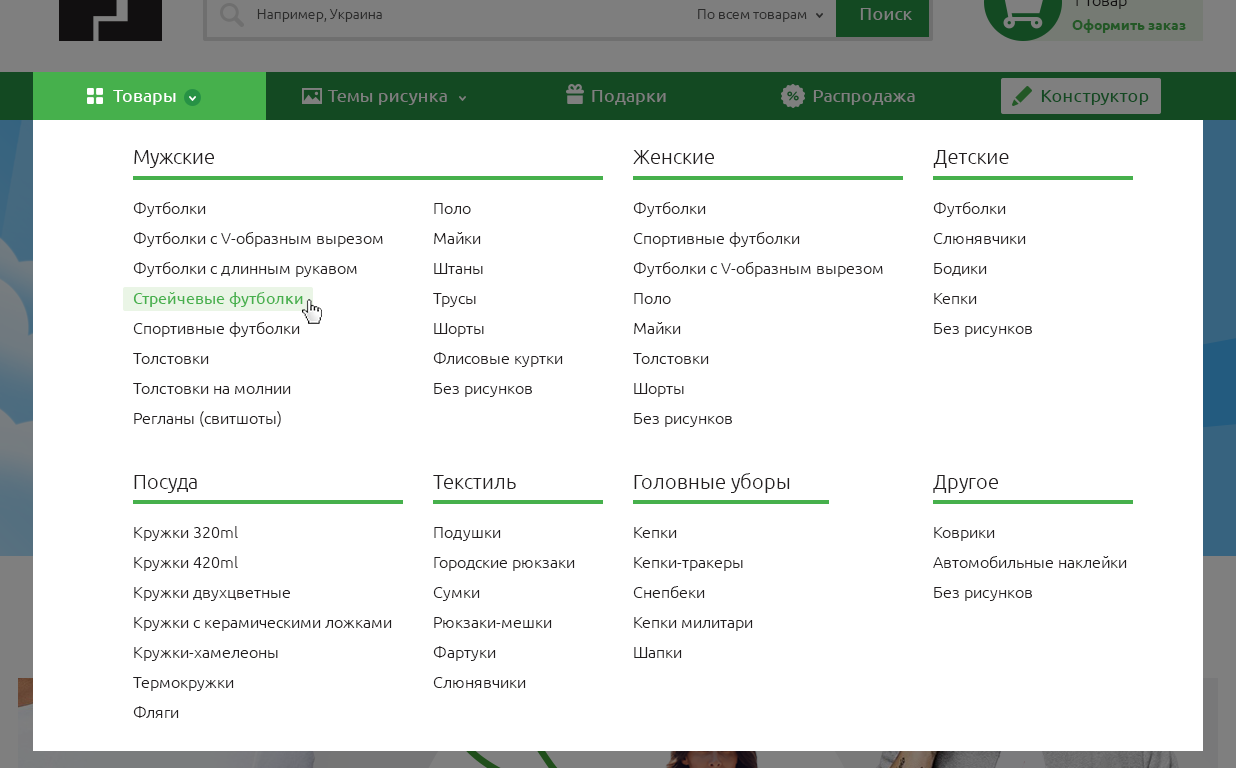 Например, Украина
По всем товарам
Поиск
1 товар
Оформить заказ
Товары
Темы рисунка
Подарки
Распродажа
Конструктор
Мужские
Футболки
Футболки с V-образным вырезом
Футболки с длинным рукавом
Стрейчевые футболки
Спортивные футболки
Толстовки
Толстовки на молнии
Регланы (свитшоты)
Поло
Майки
Штаны
Трусы
Шорты
Флисовые куртки
Без рисунков
Женские
Футболки
Спортивные футболки
Футболки с V-образным вырезом
Поло
Майки
Толстовки
Шорты
Без рисунков
Детские
Футболки
Слюнявчики
Бодики
Кепки
Без рисунков
Посуда
Кружки 320ml
Кружки 420ml
Кружки двухцветные
Кружки с керамическими ложками
Кружки-хамелеоны
Термокружки
Фляги
Текстиль
Подушки
Городские рюкзаки
Сумки
Рюкзаки-мешки
Фартуки
Слюнявчики
Головные уборы
Кепки
Кепки-тракеры
Снепбеки
Кепки милитари
Шапки
Другое
Коврики
Автомобильные наклейки
Без рисунков